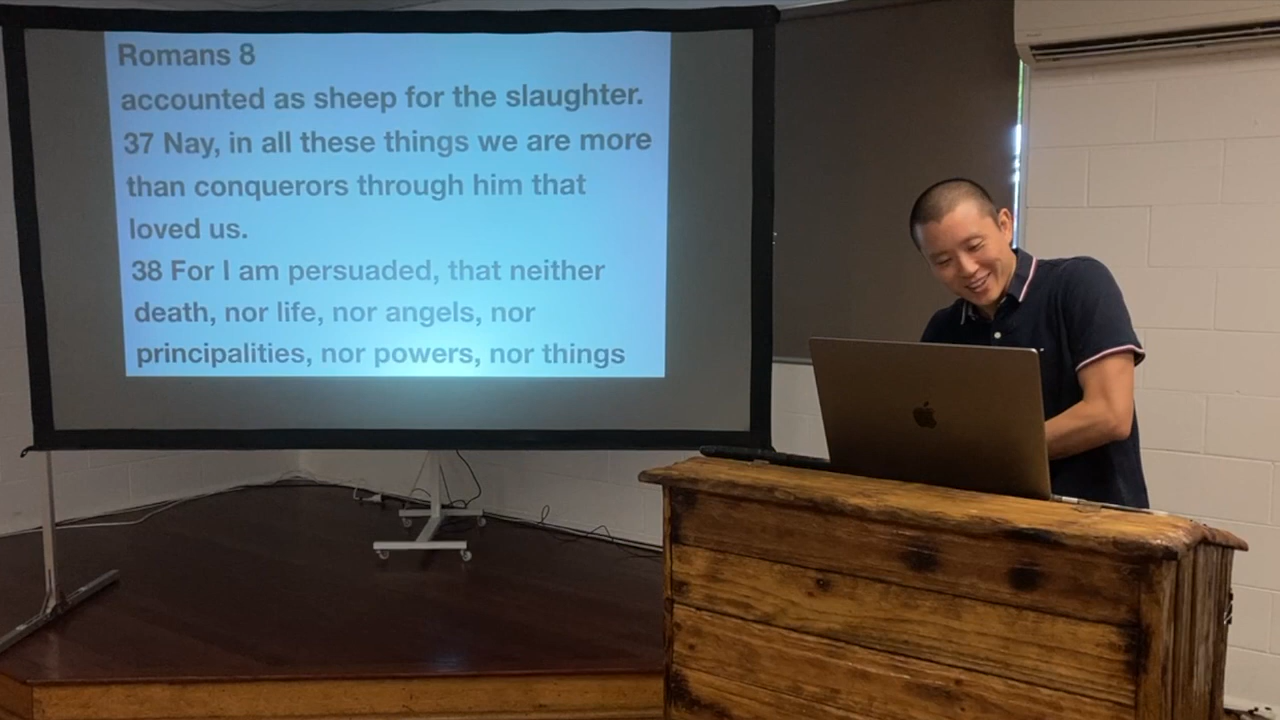 Romans 8
accounted as sheep for the slaughter.
37 Nay, in all these things we are more
than conquerors through him that
loved us.
38 For I am persuaded, that neither
death, nor life, nor angels, nor
principalities, nor powers, nor things